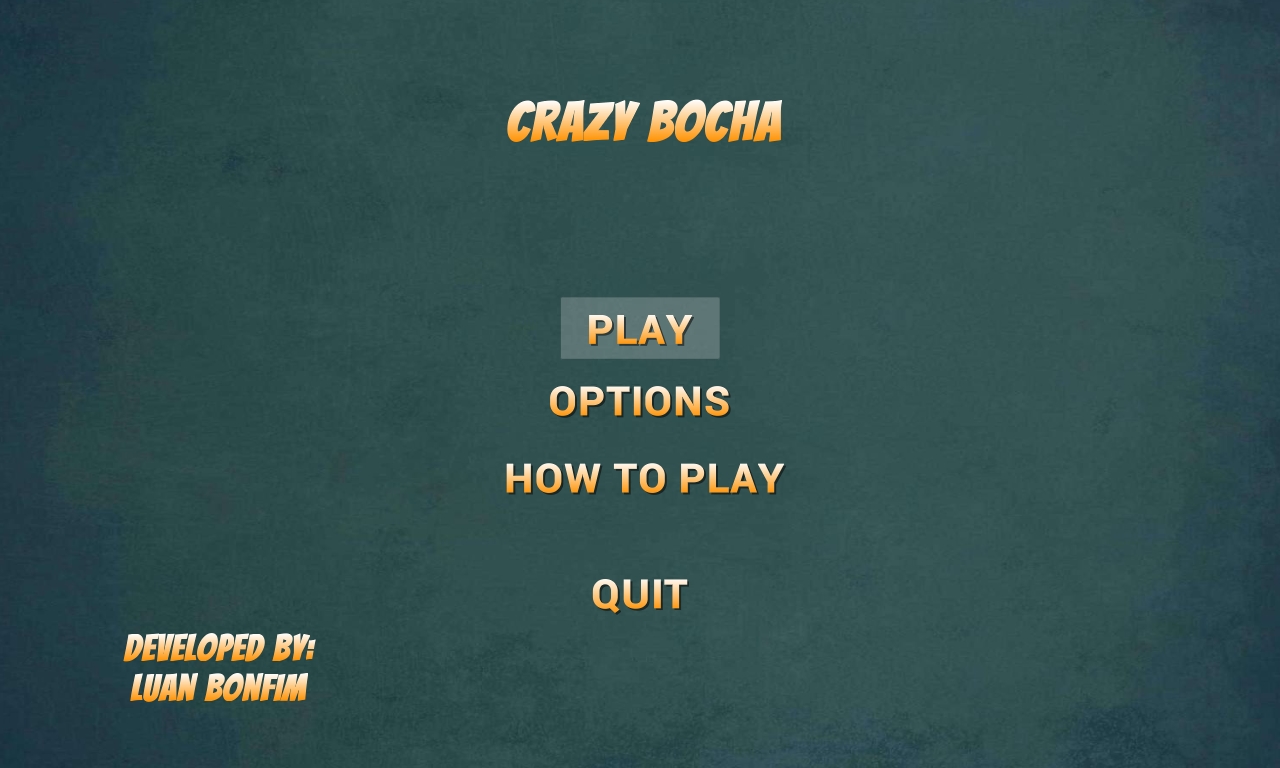 CRAZY BOCHA
PLAY
OPTIONS
HOW TO PLAY
QUIT
DEVELOPED BY:
LUAN BONFIM